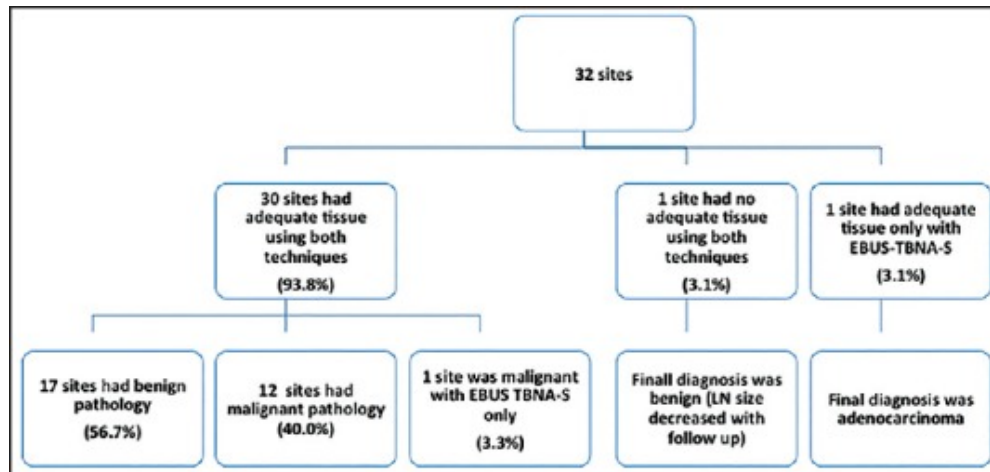 32 sites
30 sites had
adequate tissue
using both
techniques
(93.8%)
1 site had no
adequate tissue
using both
techniques
(3.1%)
1 site had adequate
tissue only with
EBUS-TBNA-S
(3.1%)
17 sites had benign
pathology
(56.7%)
12 sites had
malignant pathology
(40.0%)
1 site was malignant
with EBUS TBNA-S
only
(3.3%)
Finall diagnosis was
benign (LN size
decreased with
follow up)
Final diagnosis was
adenocarcinoma